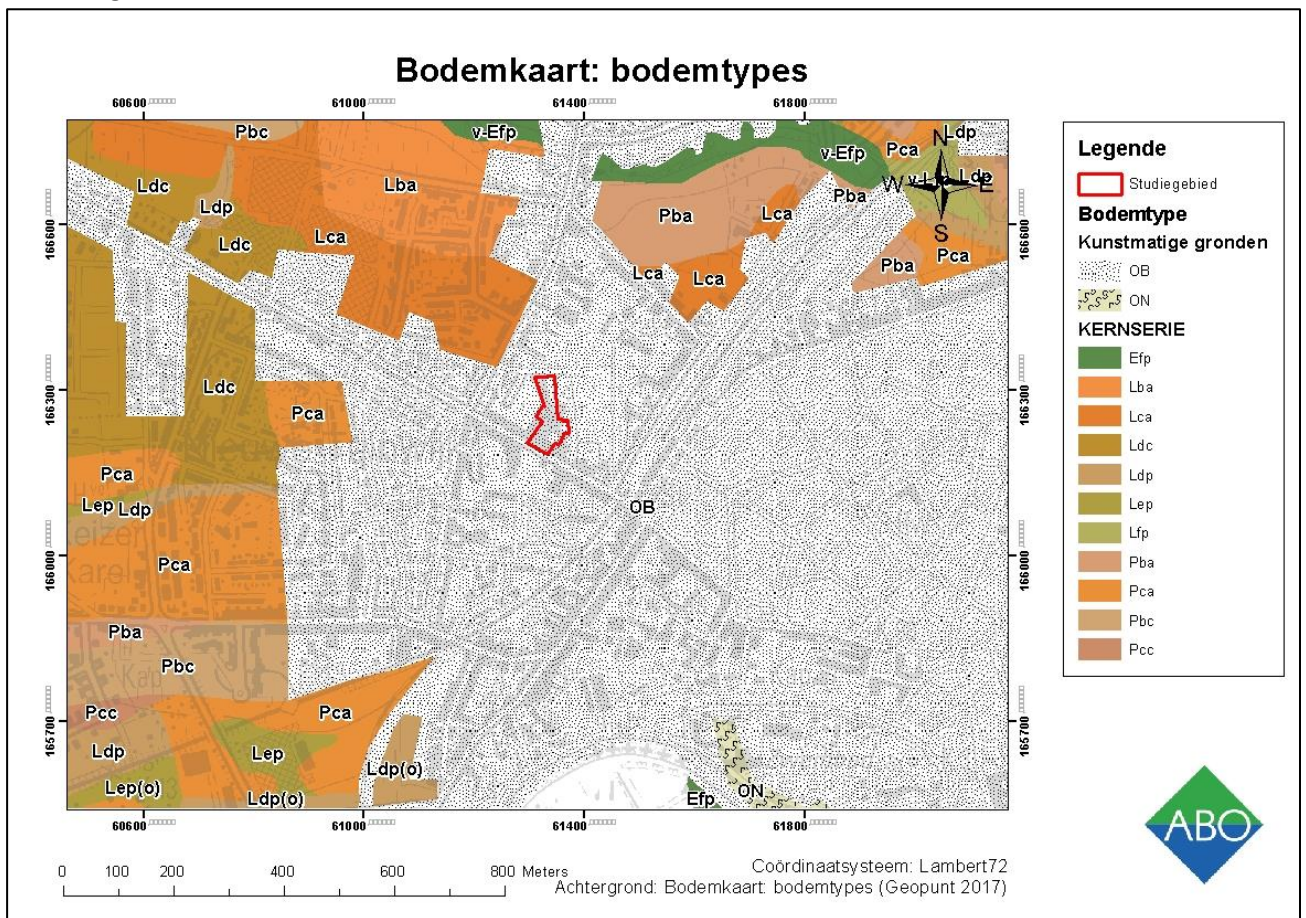 Bodemkaart: bodemtypes
60600 61000 61400 61800
166600
166300
166000
165700
166600
166300
166000
165700
60600 61000 61400 61800
Pbc
v-Efp
Ldp
Pca
v-Efp
N
W
E
S
Ldp
Ldc
Lba
Ldp
Pba
Pba
Lca
Ldc
Lca
Lca
Lca
Pba
Pca
Ldc
Pca
Pca
Lep
Ldp
Keizer
Karel
OB
Pca
Pba
Pbc
Pcc
Pca
Ldp
Lep
Ldp(o)
Lep(o)
Ldp(o)
Efp
ON
Legende
Studiegebied
Bodemtype
Kunstmatige gronden
OB
ON
KERNSERIE
Efp
Lba
Lca
Ldc
Ldp
Lep
Lfp
Pba
Pca
Pbc
Pcc
ABO
0 100 200 400 600 800 Meters
Coördinaatsysteem: Lambert72
Achtergrond: Bodemkaart: bodemtypes (Geopunt 2017)